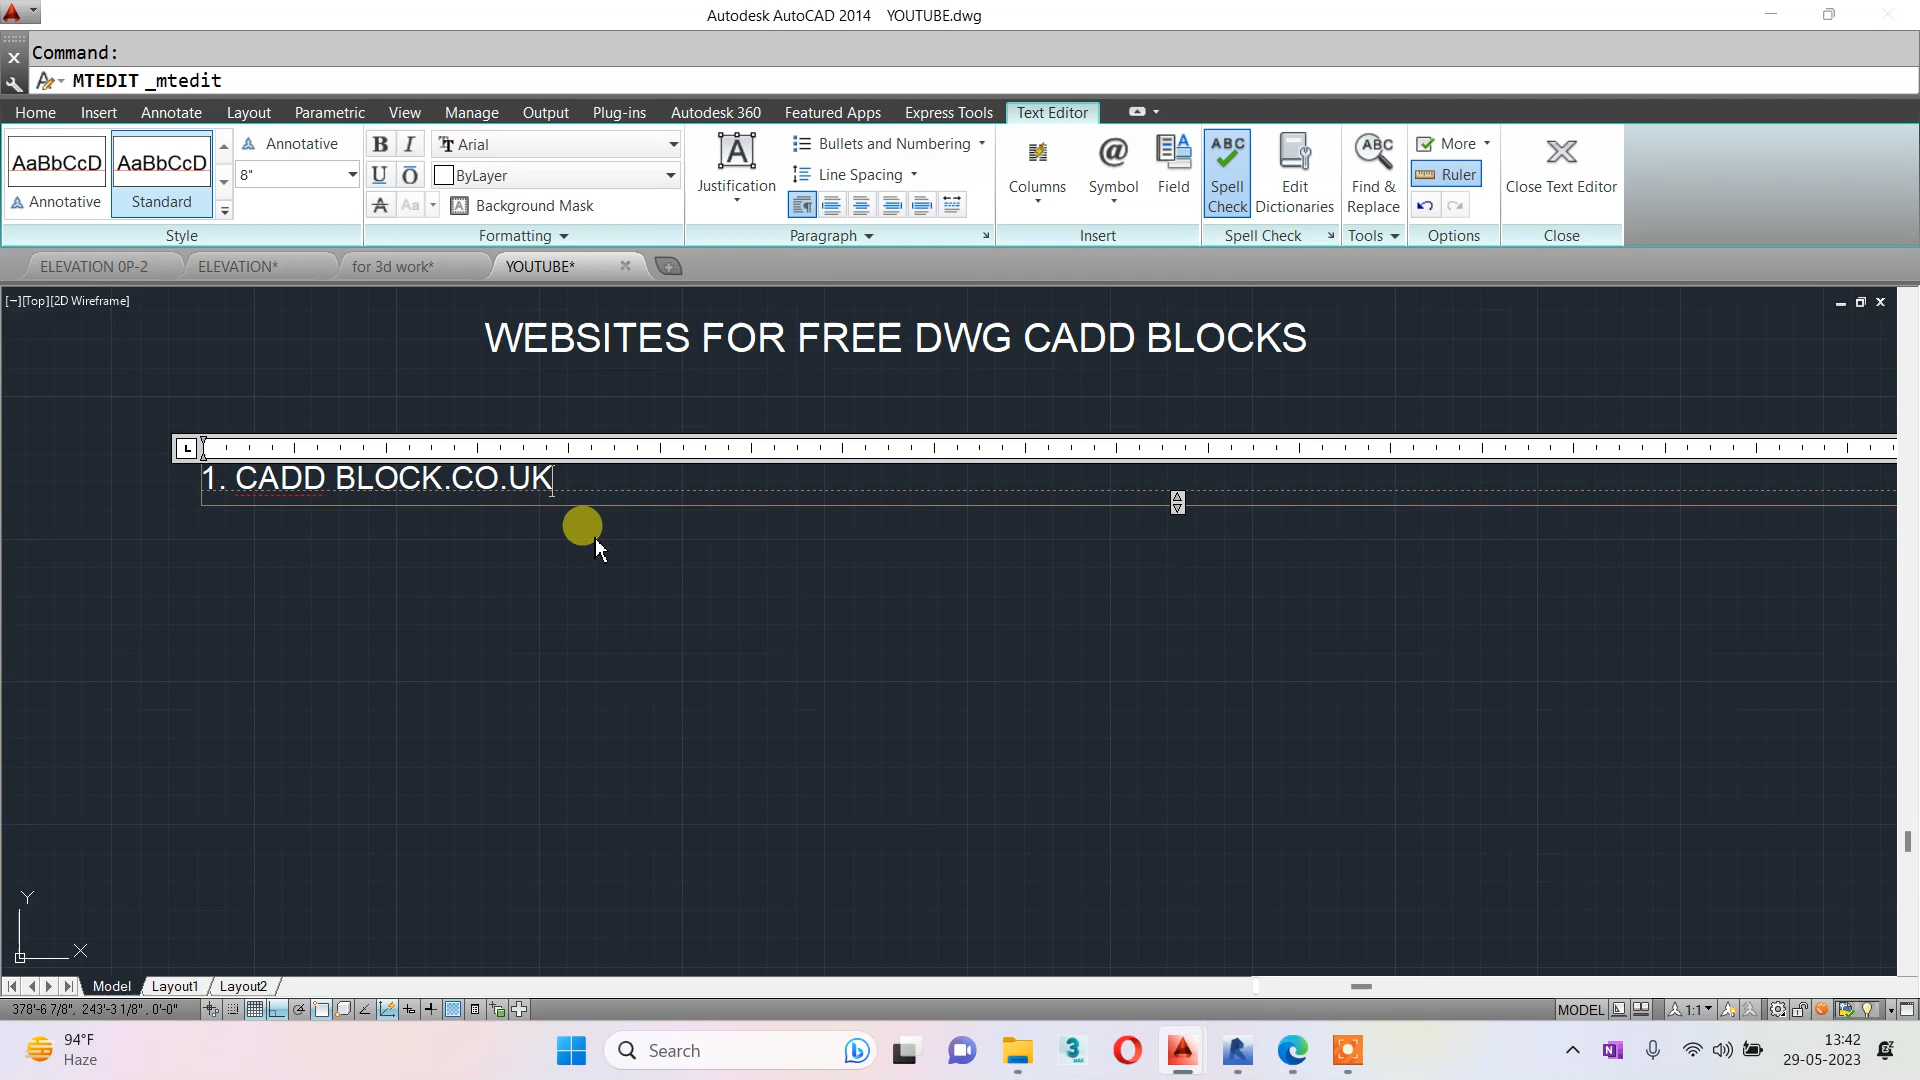 Autodesk AutoCAD 2014 YOUTUBE.dwg
Command:
MTEDIT _mtedit
Home Insert Annotate Layout Parametric View Manage Output Plug-ins Autodesk 360 Featured Apps Express Tools Text Editor
AaBbCcD AaBbCcD Annotative
Annotative Standard
8"
Style
B I Arial
U O ByLayer
A Aa Background Mask
Formatting
Justification
Bullets and Numbering
Line Spacing
Paragraph
Columns Symbol Field
Insert
ABC Spell Check
Edit Dictionaries
Spell Check
ABC Find & Replace
Tools
More
Ruler
Options
Close Text Editor
Close
ELEVATION 0P-2 ELEVATION* for 3d work* YOUTUBE*
[−][Top][2D Wireframe]
WEBSITES FOR FREE DWG CADD BLOCKS
1. CADD BLOCK.CO.UK
Y
X
Model Layout1 Layout2
378'-6 7/8", 243'-3 1/8" , 0'-0" MODEL 1:1
94°F
Haze
Search
13:42
29-05-2023